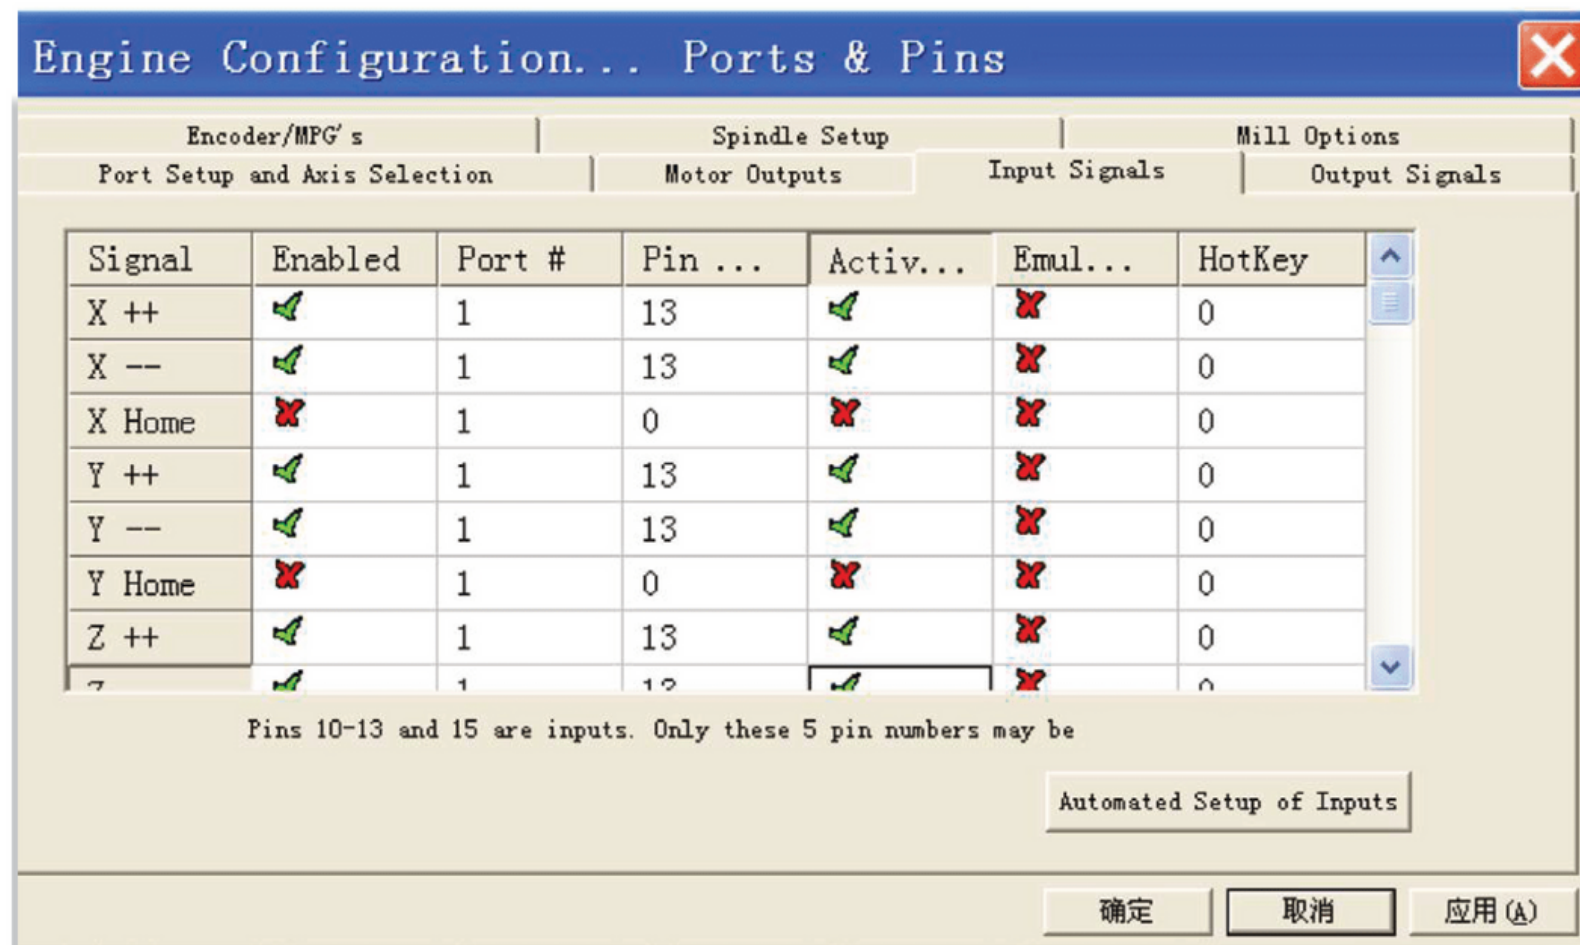 Engine Configuration... Ports & Pins
Encoder/MPG's Spindle Setup Mill Options
Port Setup and Axis Selection Motor Outputs Input Signals Output Signals
Signal Enabled Port # Pin ... Activ... Emul... HotKey
X ++ 1 13 0
X -- 1 13 0
X Home 1 0 0
Y ++ 1 13 0
Y -- 1 13 0
Y Home 1 0 0
Z ++ 1 13 0
Pins 10-13 and 15 are inputs. Only these 5 pin numbers may be
Automated Setup of Inputs
确定 取消 应用(A)